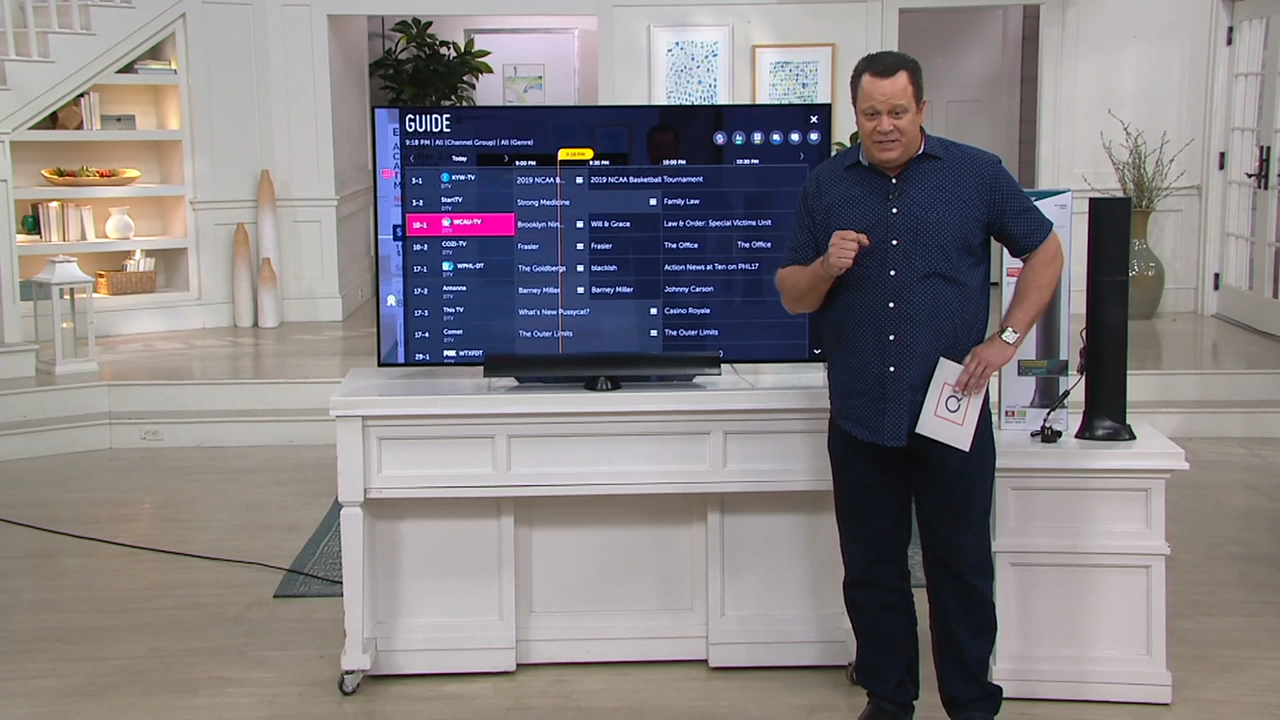 GUIDE
9:18 PM | All (Channel Group) | All (Genre)
Today
9:00 PM
9:18 PM
9:30 PM
10:00 PM
10:30 PM
3-1 KYW-TV DTV 2019 NCAA B... 2019 NCAA Basketball Tournament
3-2 StartTV DTV Strong Medicine Family Law
10-1 WCAU-TV DTV Brooklyn Nin... Will & Grace Law & Order: Special Victims Unit
10-2 COZI-TV DTV Frasier Frasier The Office The Office
17-1 WPHL-DT DTV The Goldbergs blackish Action News at Ten on PHL17
17-2 Antenna DTV Barney Miller Barney Miller Johnny Carson
17-3 This TV DTV What's New Pussycat? Casino Royale
17-4 Comet DTV The Outer Limits The Outer Limits
29-1 FOX WTXFDT